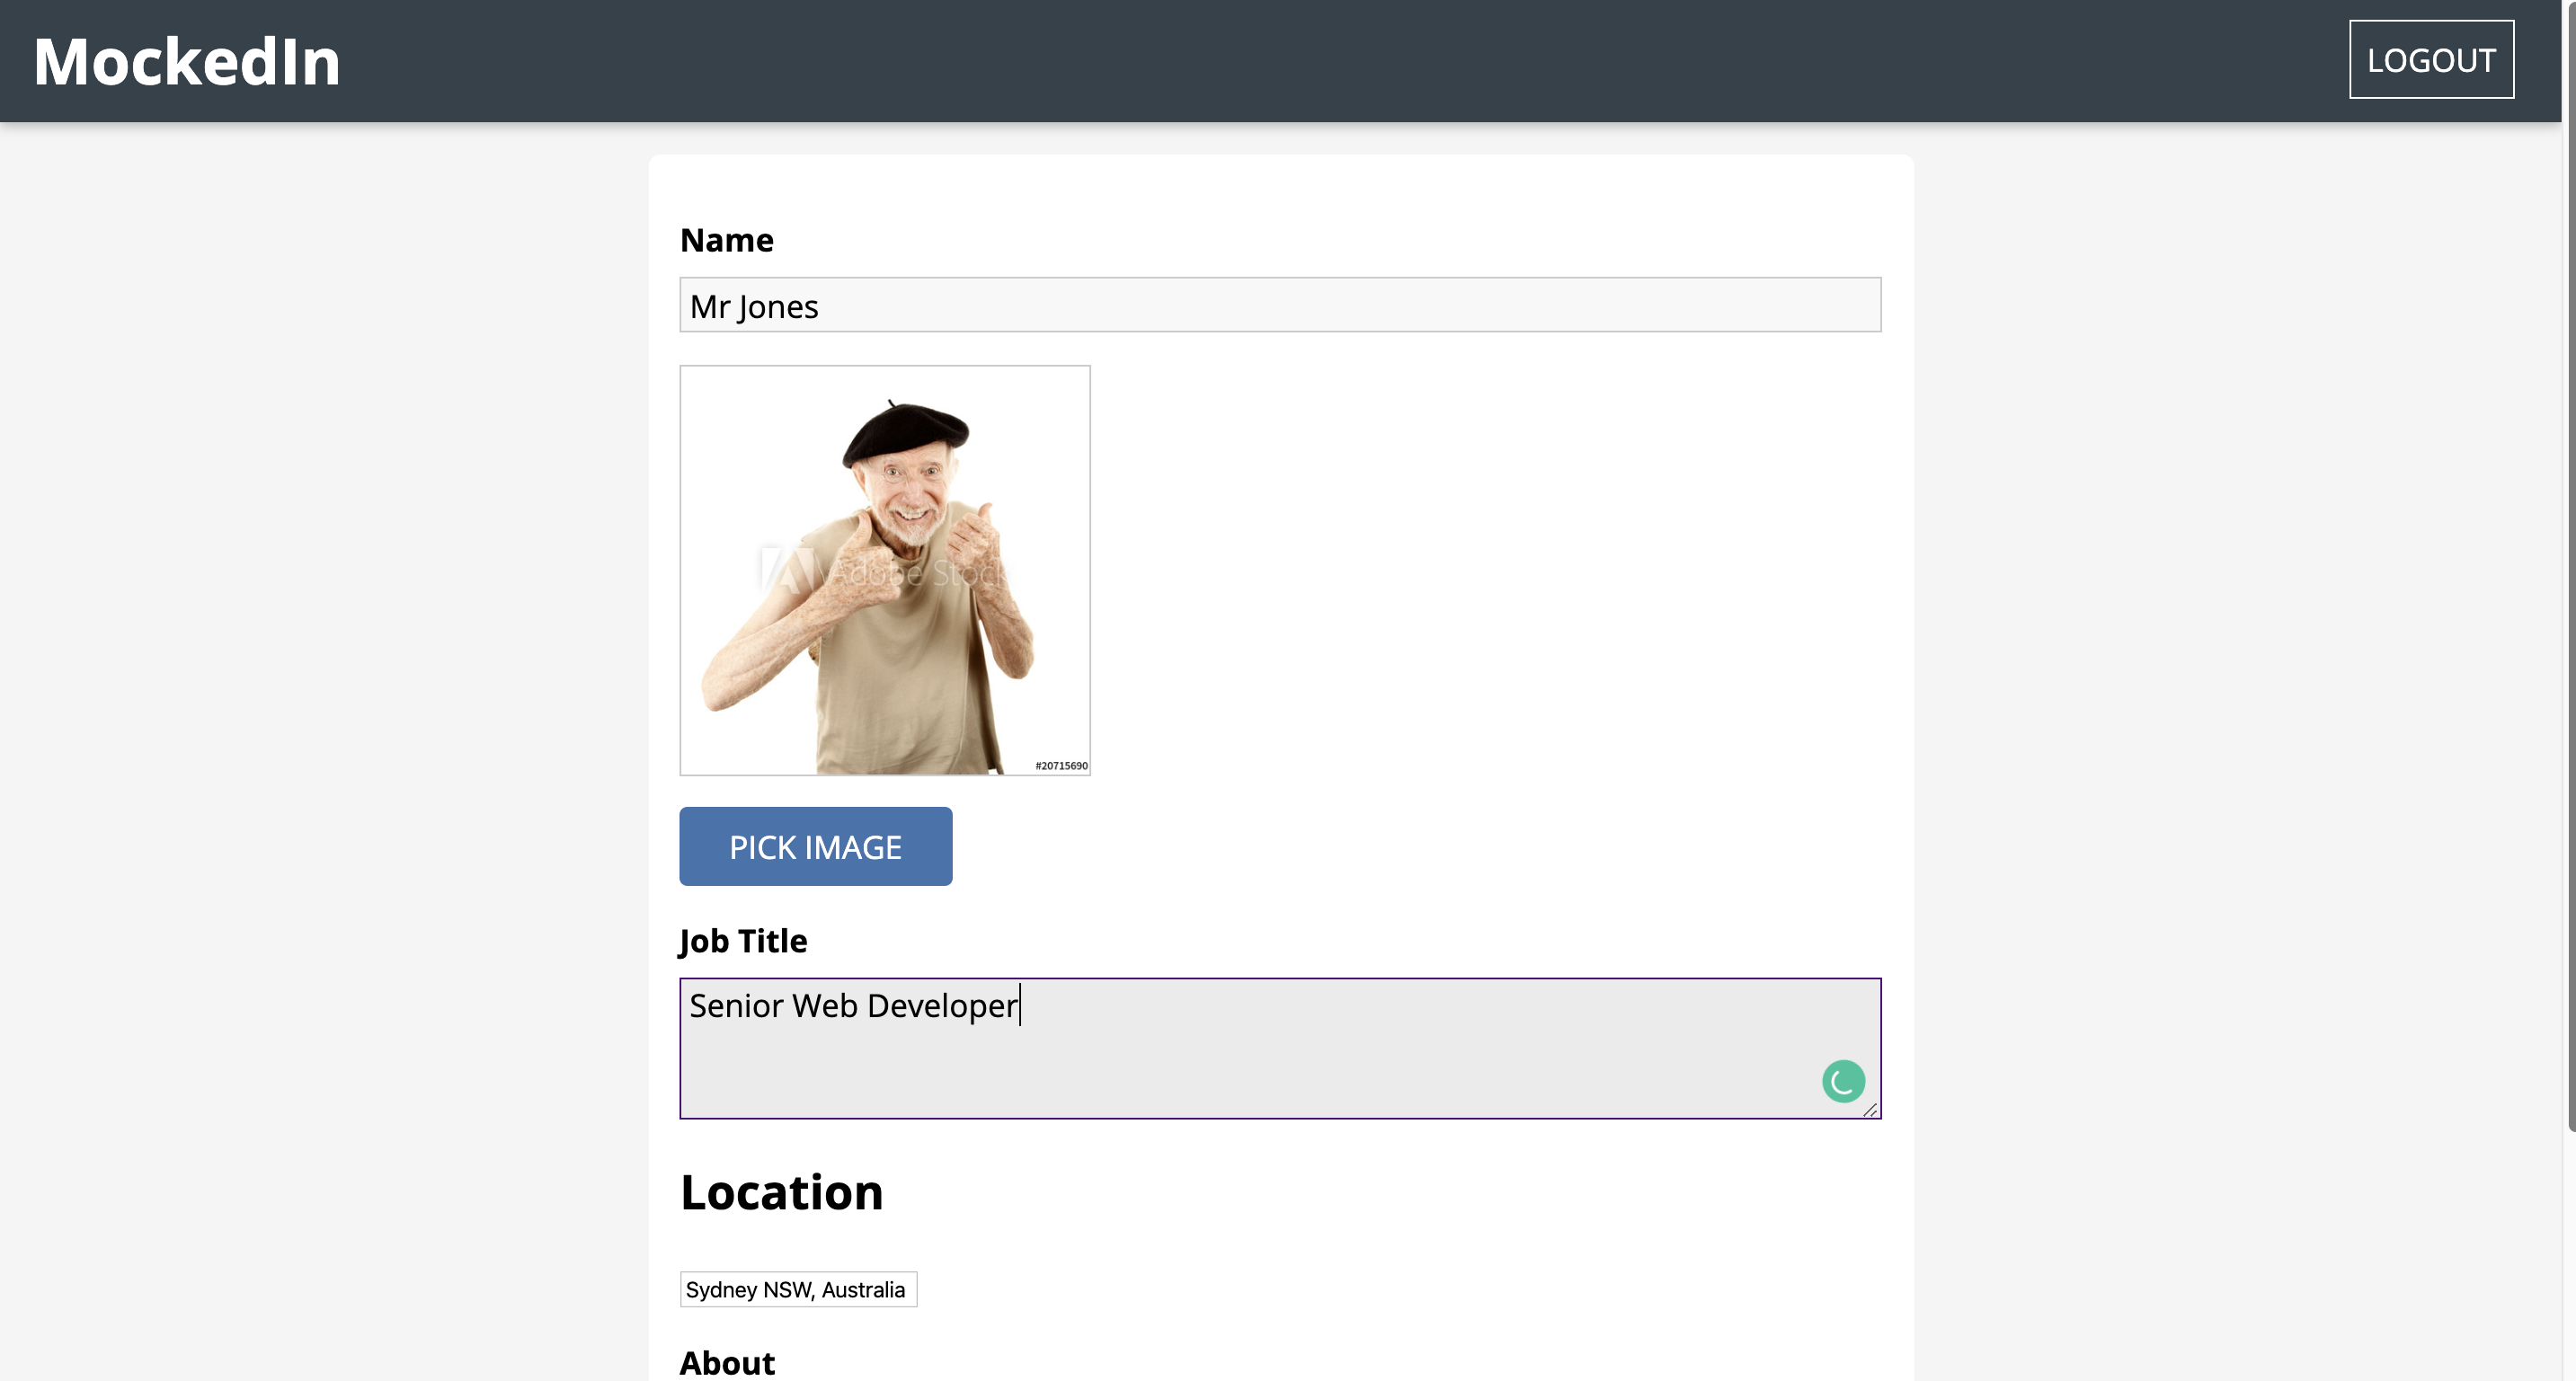 MockedIn
LOGOUT
Name
Mr Jones
Adobe Stock
#20715690
PICK IMAGE
Job Title
Senior Web Developer
Location
Sydney NSW, Australia
About